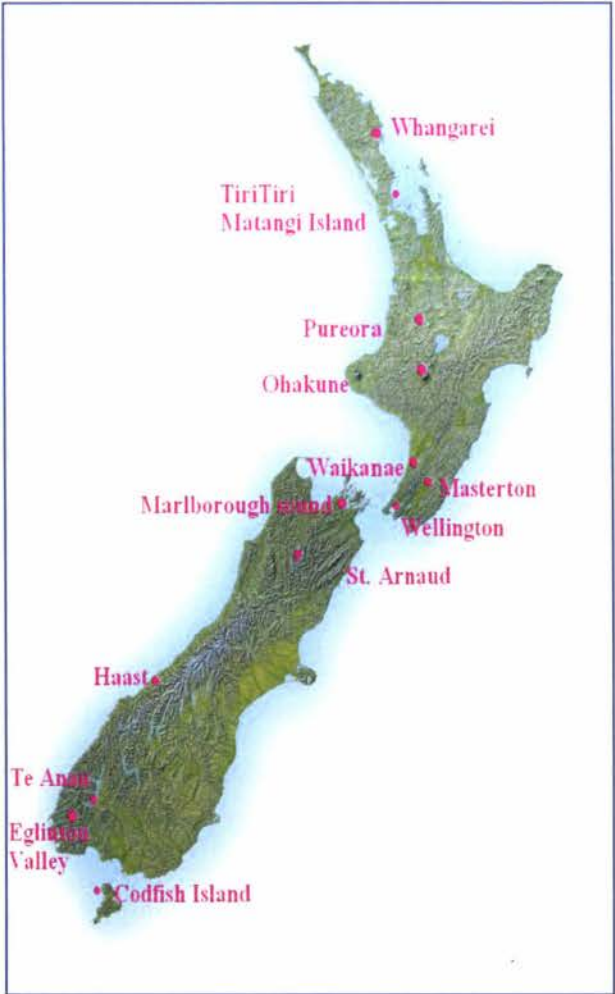 Whangarei
TiriTiri
Matangi Island
Pureora
Ohakune
Waikanae
Masterton
Marlborough sound
Wellington
St. Arnaud
Haast
Te Anau
Eglinton
Valley
Codfish Island